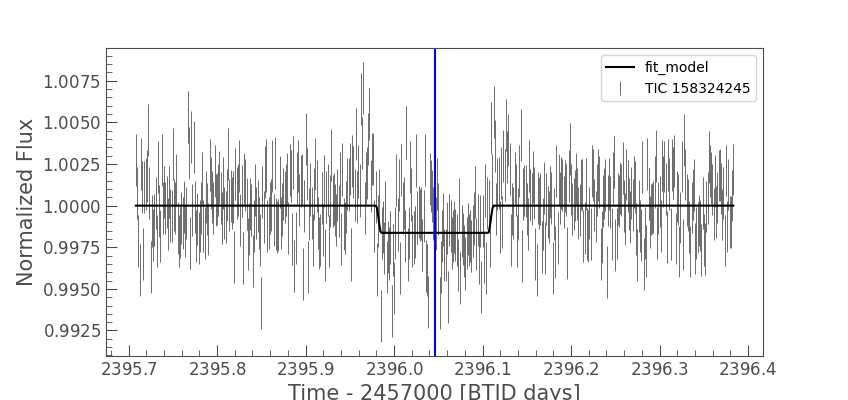 Normalized Flux
1.0075
1.0050
1.0025
1.0000
0.9975
0.9950
0.9925
fit_model
TIC 158324245
2395.7 2395.8 2395.9 2396.0 2396.1 2396.2 2396.3 2396.4
Time - 2457000 [BTJD days]